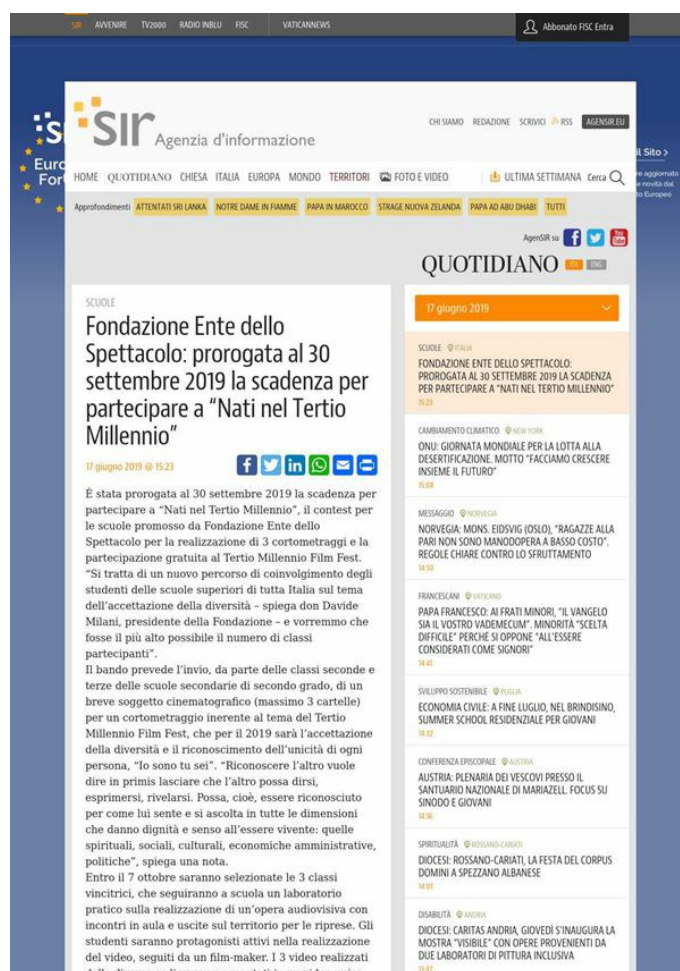 SIR AVVENIRE TV2000 RADIO INBLU FISC VATICANNEWS
Abbonato FISC Entra
SIR Agenzia d'informazione
CHI SIAMO REDAZIONE SCRIVICI RSS AGENSIR.EU
il Sito >
Euro
For
HOME QUOTIDIANO CHIESA ITALIA EUROPA MONDO TERRITORI FOTO E VIDEO ULTIMA SETTIMANA Cerca
Approfondimenti ATTENTATI SRI LANKA NOTRE DAME IN FIAMME PAPA IN MAROCCO STRAGE NUOVA ZELANDA PAPA AD ABU DHABI TUTTI
AgenSIR su
You Tube
QUOTIDIANO ITA ENG
SCUOLE
Fondazione Ente dello
Spettacolo: prorogata al 30
settembre 2019 la scadenza per
partecipare a “Nati nel Tertio
Millennio”
17 giugno 2019 @ 15:23
È stata prorogata al 30 settembre 2019 la scadenza per
partecipare a “Nati nel Tertio Millennio”, il contest per
le scuole promosso da Fondazione Ente dello
Spettacolo per la realizzazione di 3 cortometraggi e la
partecipazione gratuita al Tertio Millennio Film Fest.
“Si tratta di un nuovo percorso di coinvolgimento degli
studenti delle scuole superiori di tutta Italia sul tema
dell’accettazione della diversità – spiega don Davide
Milani, presidente della Fondazione – e vorremmo che
fosse il più alto possibile il numero di classi
partecipanti”.
Il bando prevede l’invio, da parte delle classi seconde e
terze delle scuole secondarie di secondo grado, di un
breve soggetto cinematografico (massimo 3 cartelle)
per un cortometraggio inerente al tema del Tertio
Millennio Film Fest, che per il 2019 sarà l’accettazione
della diversità e il riconoscimento dell’unicità di ogni
persona, “Io sono tu sei”. “Riconoscere l’altro vuole
dire in primis lasciare che l’altro possa dirsi,
esprimersi, rivelarsi. Possa, cioè, essere riconosciuto
per come lui sente e si ascolta in tutte le dimensioni
che danno dignità e senso all’essere vivente: quelle
spirituali, sociali, culturali, economiche amministrative,
politiche”, spiega una nota.
Entro il 7 ottobre saranno selezionate le 3 classi
vincitrici, che seguiranno a scuola un laboratorio
pratico sulla realizzazione di un’opera audiovisiva con
incontri in aula e uscite sul territorio per le riprese. Gli
studenti saranno protagonisti attivi nella realizzazione
del video, seguiti da un film-maker. I 3 video realizzati
17 giugno 2019
SCUOLE ITALIA
FONDAZIONE ENTE DELLO SPETTACOLO:
PROROGATA AL 30 SETTEMBRE 2019 LA SCADENZA
PER PARTECIPARE A “NATI NEL TERTIO MILLENNIO”
15:23
CAMBIAMENTO CLIMATICO NEW YORK
ONU: GIORNATA MONDIALE PER LA LOTTA ALLA
DESERTIFICAZIONE. MOTTO “FACCIAMO CRESCERE
INSIEME IL FUTURO”
15:08
MESSAGGIO NORVEGIA
NORVEGIA: MONS. EIDSVIG (OSLO), “RAGAZZE ALLA
PARI NON SONO MANODOPERA A BASSO COSTO”.
REGOLE CHIARE CONTRO LO SFRUTTAMENTO
14:50
FRANCESCANI VATICANO
PAPA FRANCESCO: AI FRATI MINORI, “IL VANGELO
SIA IL VOSTRO VADEMECUM”. MINORITÀ “SCELTA
DIFFICILE” PERCHÉ SI OPPONE “ALL’ESSERE
CONSIDERATI COME SIGNORI”
14:41
SVILUPPO SOSTENIBILE PUGLIA
ECONOMIA CIVILE: A FINE LUGLIO, NEL BRINDISINO,
SUMMER SCHOOL RESIDENZIALE PER GIOVANI
14:32
CONFERENZA EPISCOPALE AUSTRIA
AUSTRIA: PLENARIA DEI VESCOVI PRESSO IL
SANTUARIO NAZIONALE DI MARIAZELL. FOCUS SU
SINODO E GIOVANI
14:16
SPIRITUALITÀ ROSSANO-CARIATI
DIOCESI: ROSSANO-CARIATI, LA FESTA DEL CORPUS
DOMINI A SPEZZANO ALBANESE
14:01
DISABILITÀ ANDRIA
DIOCESI: CARITAS ANDRIA, GIOVEDÌ S’INAUGURA LA
MOSTRA “VISIBILE” CON OPERE PROVENIENTI DA
DUE LABORATORI DI PITTURA INCLUSIVA
13:47